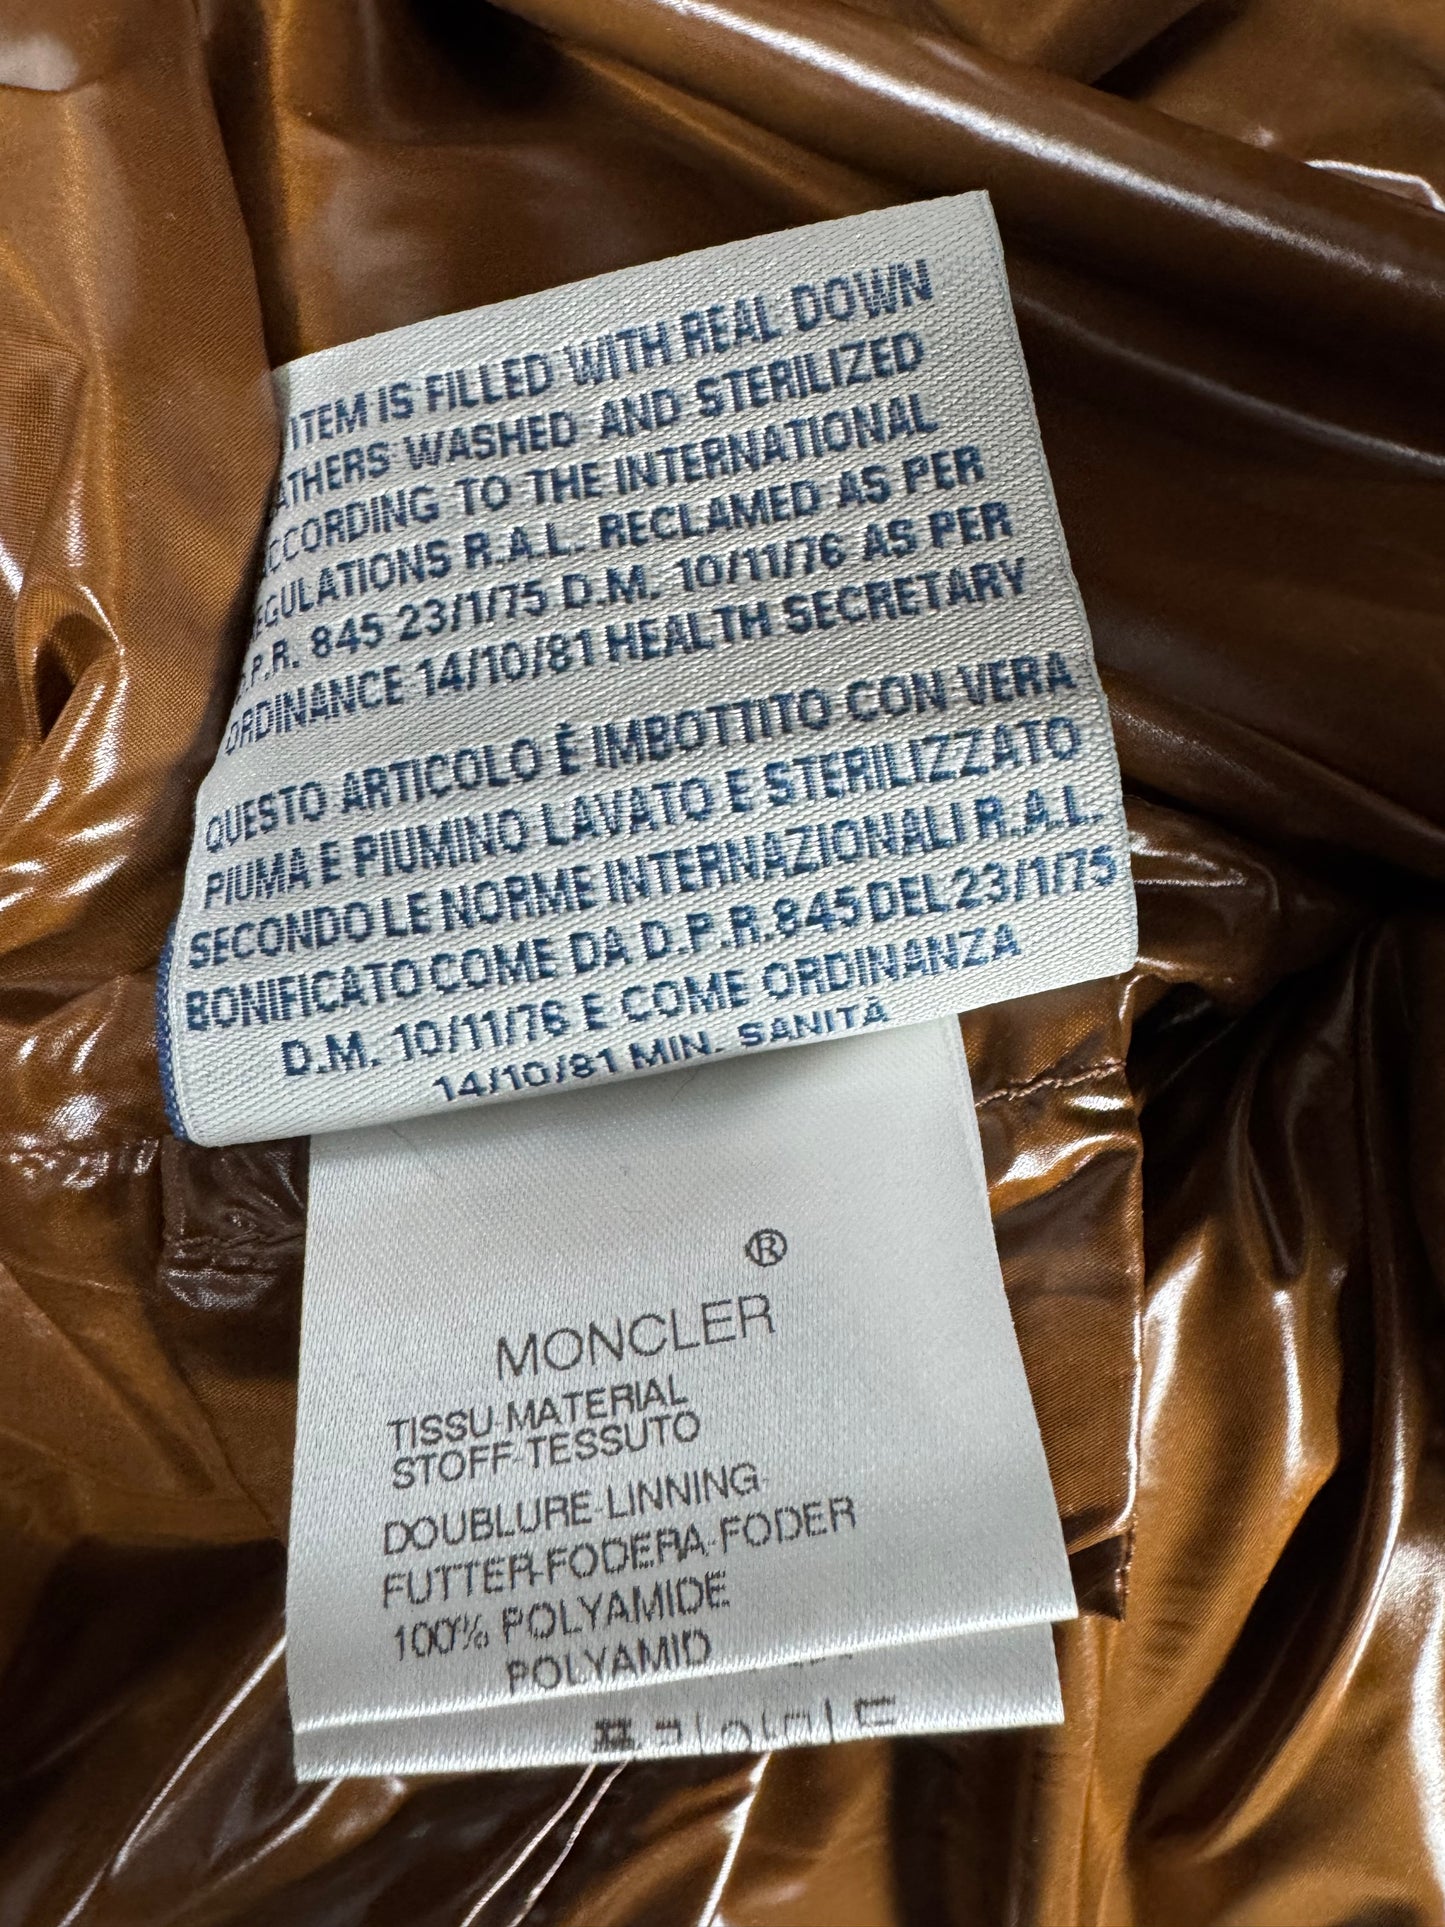 ITEM IS FILLED WITH REAL DOWN
ATHERS WASHED AND STERILIZED
CCORDING TO THE INTERNATIONAL
EGULATIONS R.A.L. RECLAMED AS PER
.P.R. 845 23/1/75 D.M. 10/11/76 AS PER
ORDINANCE 14/10/81 HEALTH SECRETARY
QUESTO ARTICOLO È IMBOTTITO CON VERA
PIUMA E PIUMINO LAVATO E STERILIZZATO
SECONDO LE NORME INTERNAZIONALI R.A.L.
BONIFICATO COME DA D.P.R. 845 DEL 23/1/75
D.M. 10/11/76 E COME ORDINANZA
14/10/81 MIN. SANITÀ
®
MONCLER
TISSU-MATERIAL
STOFF-TESSUTO
DOUBLURE-LINNING-
FUTTER-FODERA-FODER
100% POLYAMIDE
POLYAMID